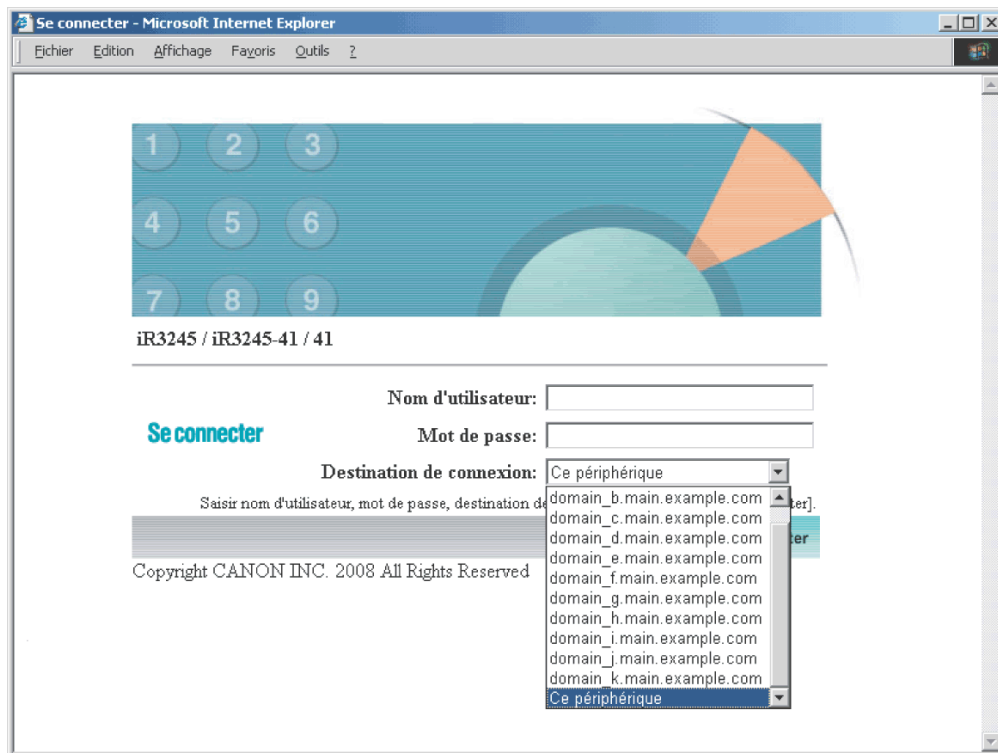 Se connecter - Microsoft Internet Explorer
Fichier Edition Affichage Favoris Outils ?
1 2 3
4 5 6
7 8 9
iR3245 / iR3245-41 / 41
Nom d'utilisateur:
Se connecter
Mot de passe:
Destination de connexion: Ce périphérique
Saisir nom d'utilisateur, mot de passe, destination de ter].
ter
domain_b.main.example.com
domain_c.main.example.com
domain_d.main.example.com
domain_e.main.example.com
domain_f.main.example.com
domain_g.main.example.com
domain_h.main.example.com
domain_i.main.example.com
domain_j.main.example.com
domain_k.main.example.com
Ce périphérique
Copyright CANON INC. 2008 All Rights Reserved